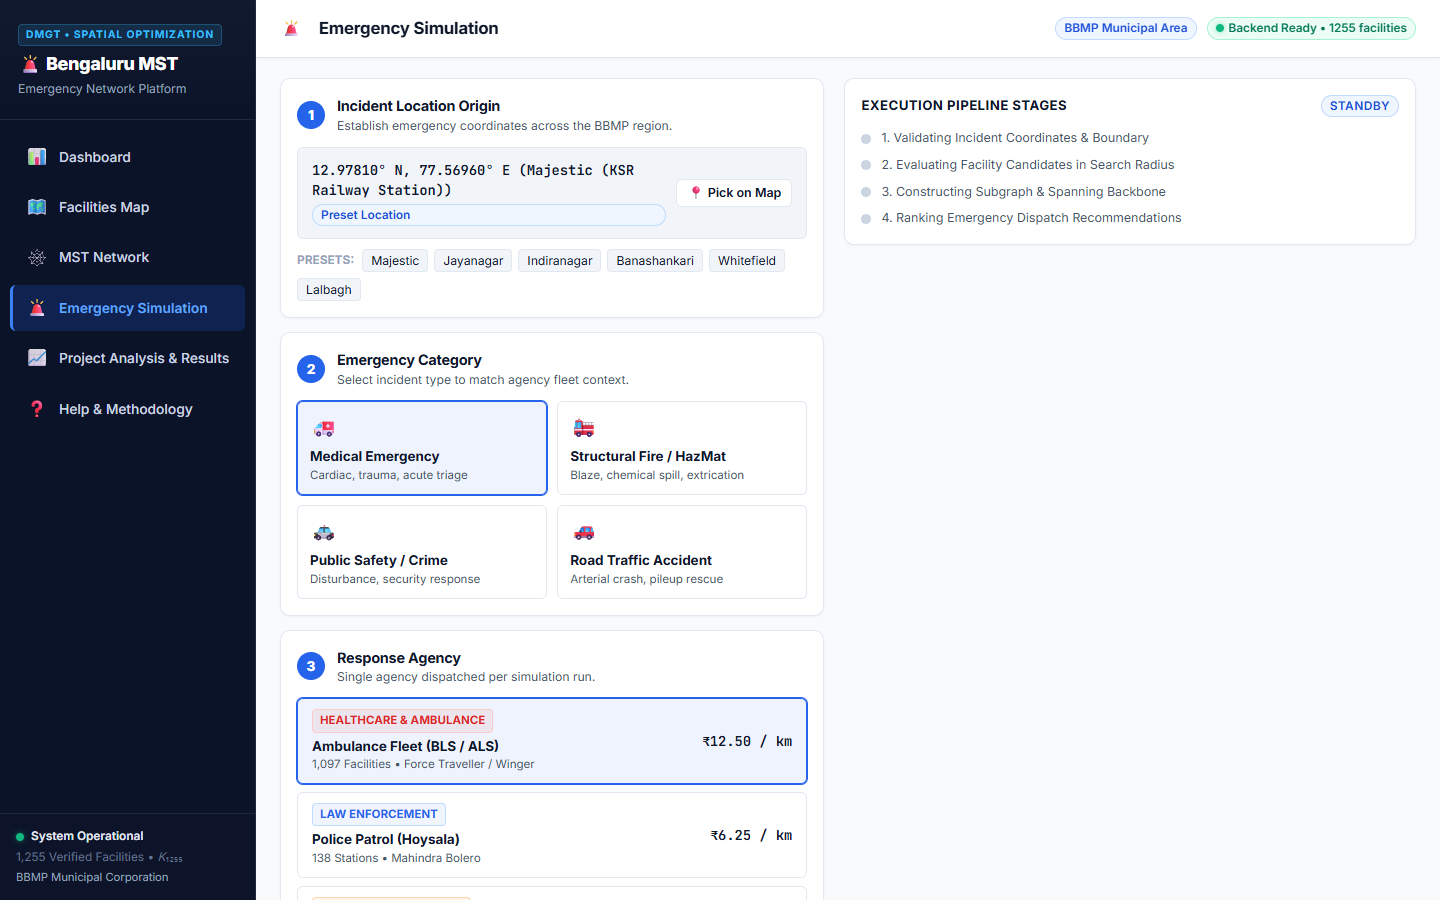 DMGT • SPATIAL OPTIMIZATION
Bengaluru MST
Emergency Network Platform
Dashboard
Facilities Map
MST Network
Emergency Simulation
Project Analysis & Results
Help & Methodology
System Operational
1,255 Verified Facilities • K₁₂₅₅
BBMP Municipal Corporation
Emergency Simulation
BBMP Municipal Area
Backend Ready • 1255 facilities
1
Incident Location Origin
Establish emergency coordinates across the BBMP region.
12.97810° N, 77.56960° E (Majestic (KSR
Railway Station))
Preset Location
Pick on Map
PRESETS: Majestic Jayanagar Indiranagar Banashankari Whitefield
Lalbagh
2
Emergency Category
Select incident type to match agency fleet context.
Medical Emergency
Cardiac, trauma, acute triage
Structural Fire / HazMat
Blaze, chemical spill, extrication
Public Safety / Crime
Disturbance, security response
Road Traffic Accident
Arterial crash, pileup rescue
3
Response Agency
Single agency dispatched per simulation run.
HEALTHCARE & AMBULANCE
Ambulance Fleet (BLS / ALS)
1,097 Facilities • Force Traveller / Winger
₹12.50 / km
LAW ENFORCEMENT
Police Patrol (Hoysala)
138 Stations • Mahindra Bolero
₹6.25 / km
EXECUTION PIPELINE STAGES
STANDBY
1. Validating Incident Coordinates & Boundary
2. Evaluating Facility Candidates in Search Radius
3. Constructing Subgraph & Spanning Backbone
4. Ranking Emergency Dispatch Recommendations